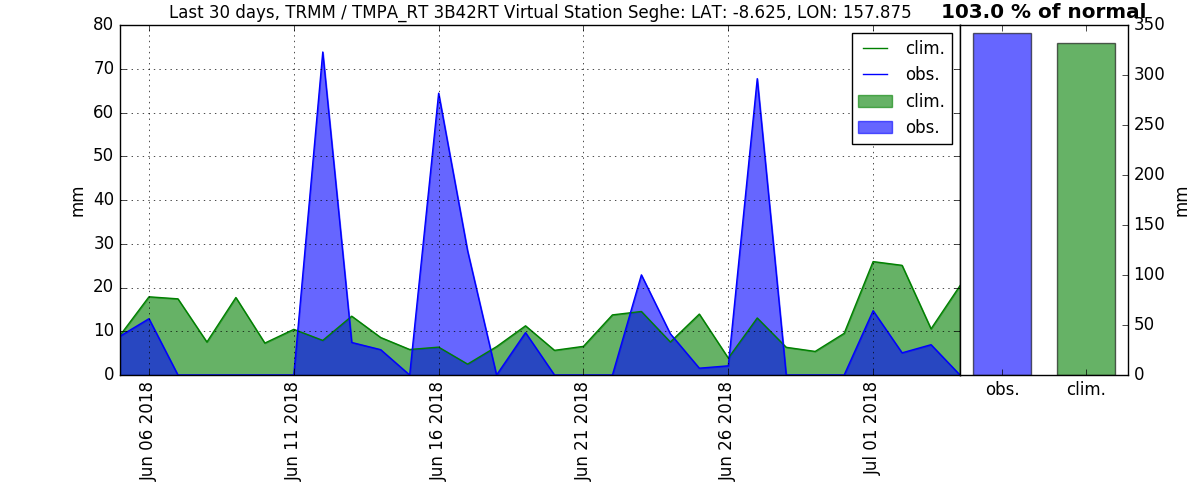 Last 30 days, TRMM / TMPA_RT 3B42RT Virtual Station Seghe: LAT: -8.625, LON: 157.875
103.0 % of normal
80
70
60
50
40
30
20
10
0
mm
clim.
obs.
clim.
obs.
350
300
250
200
150
100
50
0
mm
obs.
clim.
Jun 06 2018
Jun 11 2018
Jun 16 2018
Jun 21 2018
Jun 26 2018
Jul 01 2018